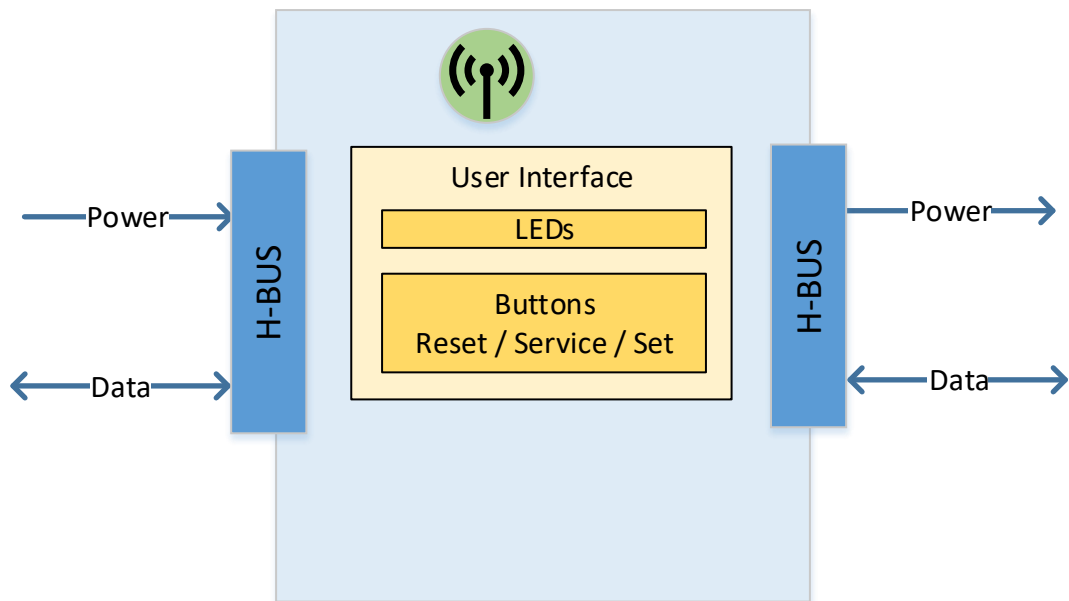 User Interface
LEDs
Buttons
Reset / Service / Set
H-BUS
Power
Data
H-BUS
Power
Data